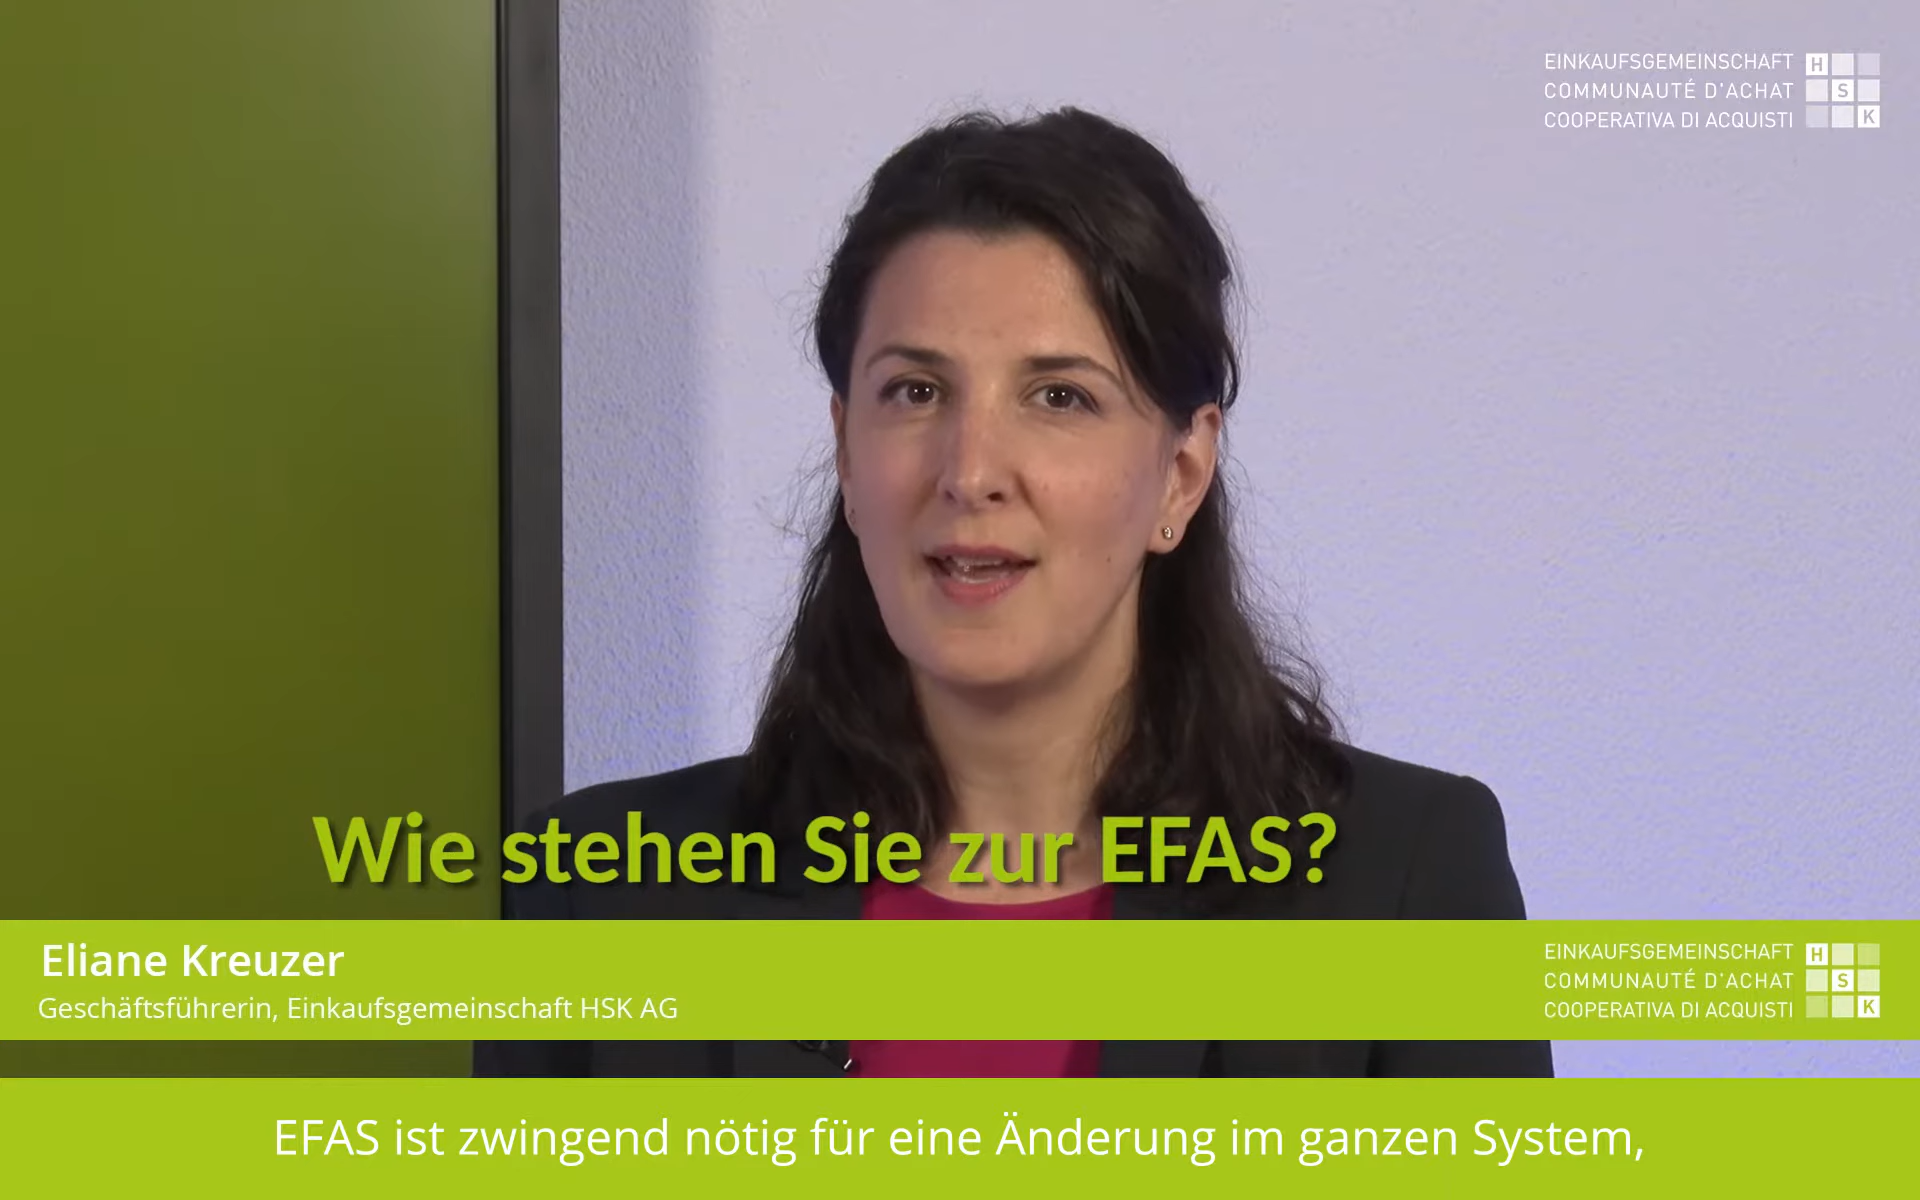 EINKAUFSGEMEINSCHAFT
COMMUNAUTÉ D'ACHAT
COOPERATIVA DI ACQUISTI
H
S
K
Wie stehen Sie zur EFAS?
Eliane Kreuzer
Geschäftsführerin, Einkaufsgemeinschaft HSK AG
EINKAUFSGEMEINSCHAFT
COMMUNAUTÉ D'ACHAT
COOPERATIVA DI ACQUISTI
H
S
K
EFAS ist zwingend nötig für eine Änderung im ganzen System,